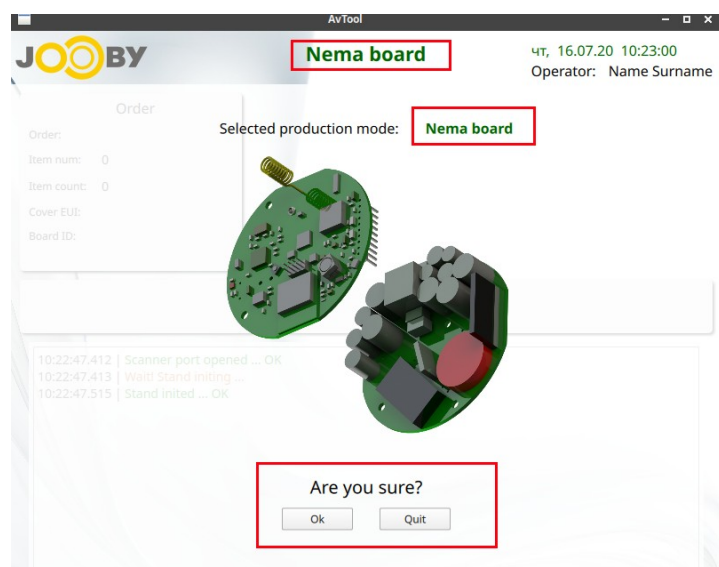 AvTool
JOOBY
Nema board
чт, 16.07.20 10:23:00
Operator: Name Surname
Order
Selected production mode: Nema board
Order:
Item num: 0
Item count: 0
Cover EUI:
Board ID:
10:22:47.412 | Scanner port opened ... OK
10:22:47.413 | Wait! Stand initing ...
10:22:47.515 | Stand inited ... OK
Are you sure?
Ok Quit